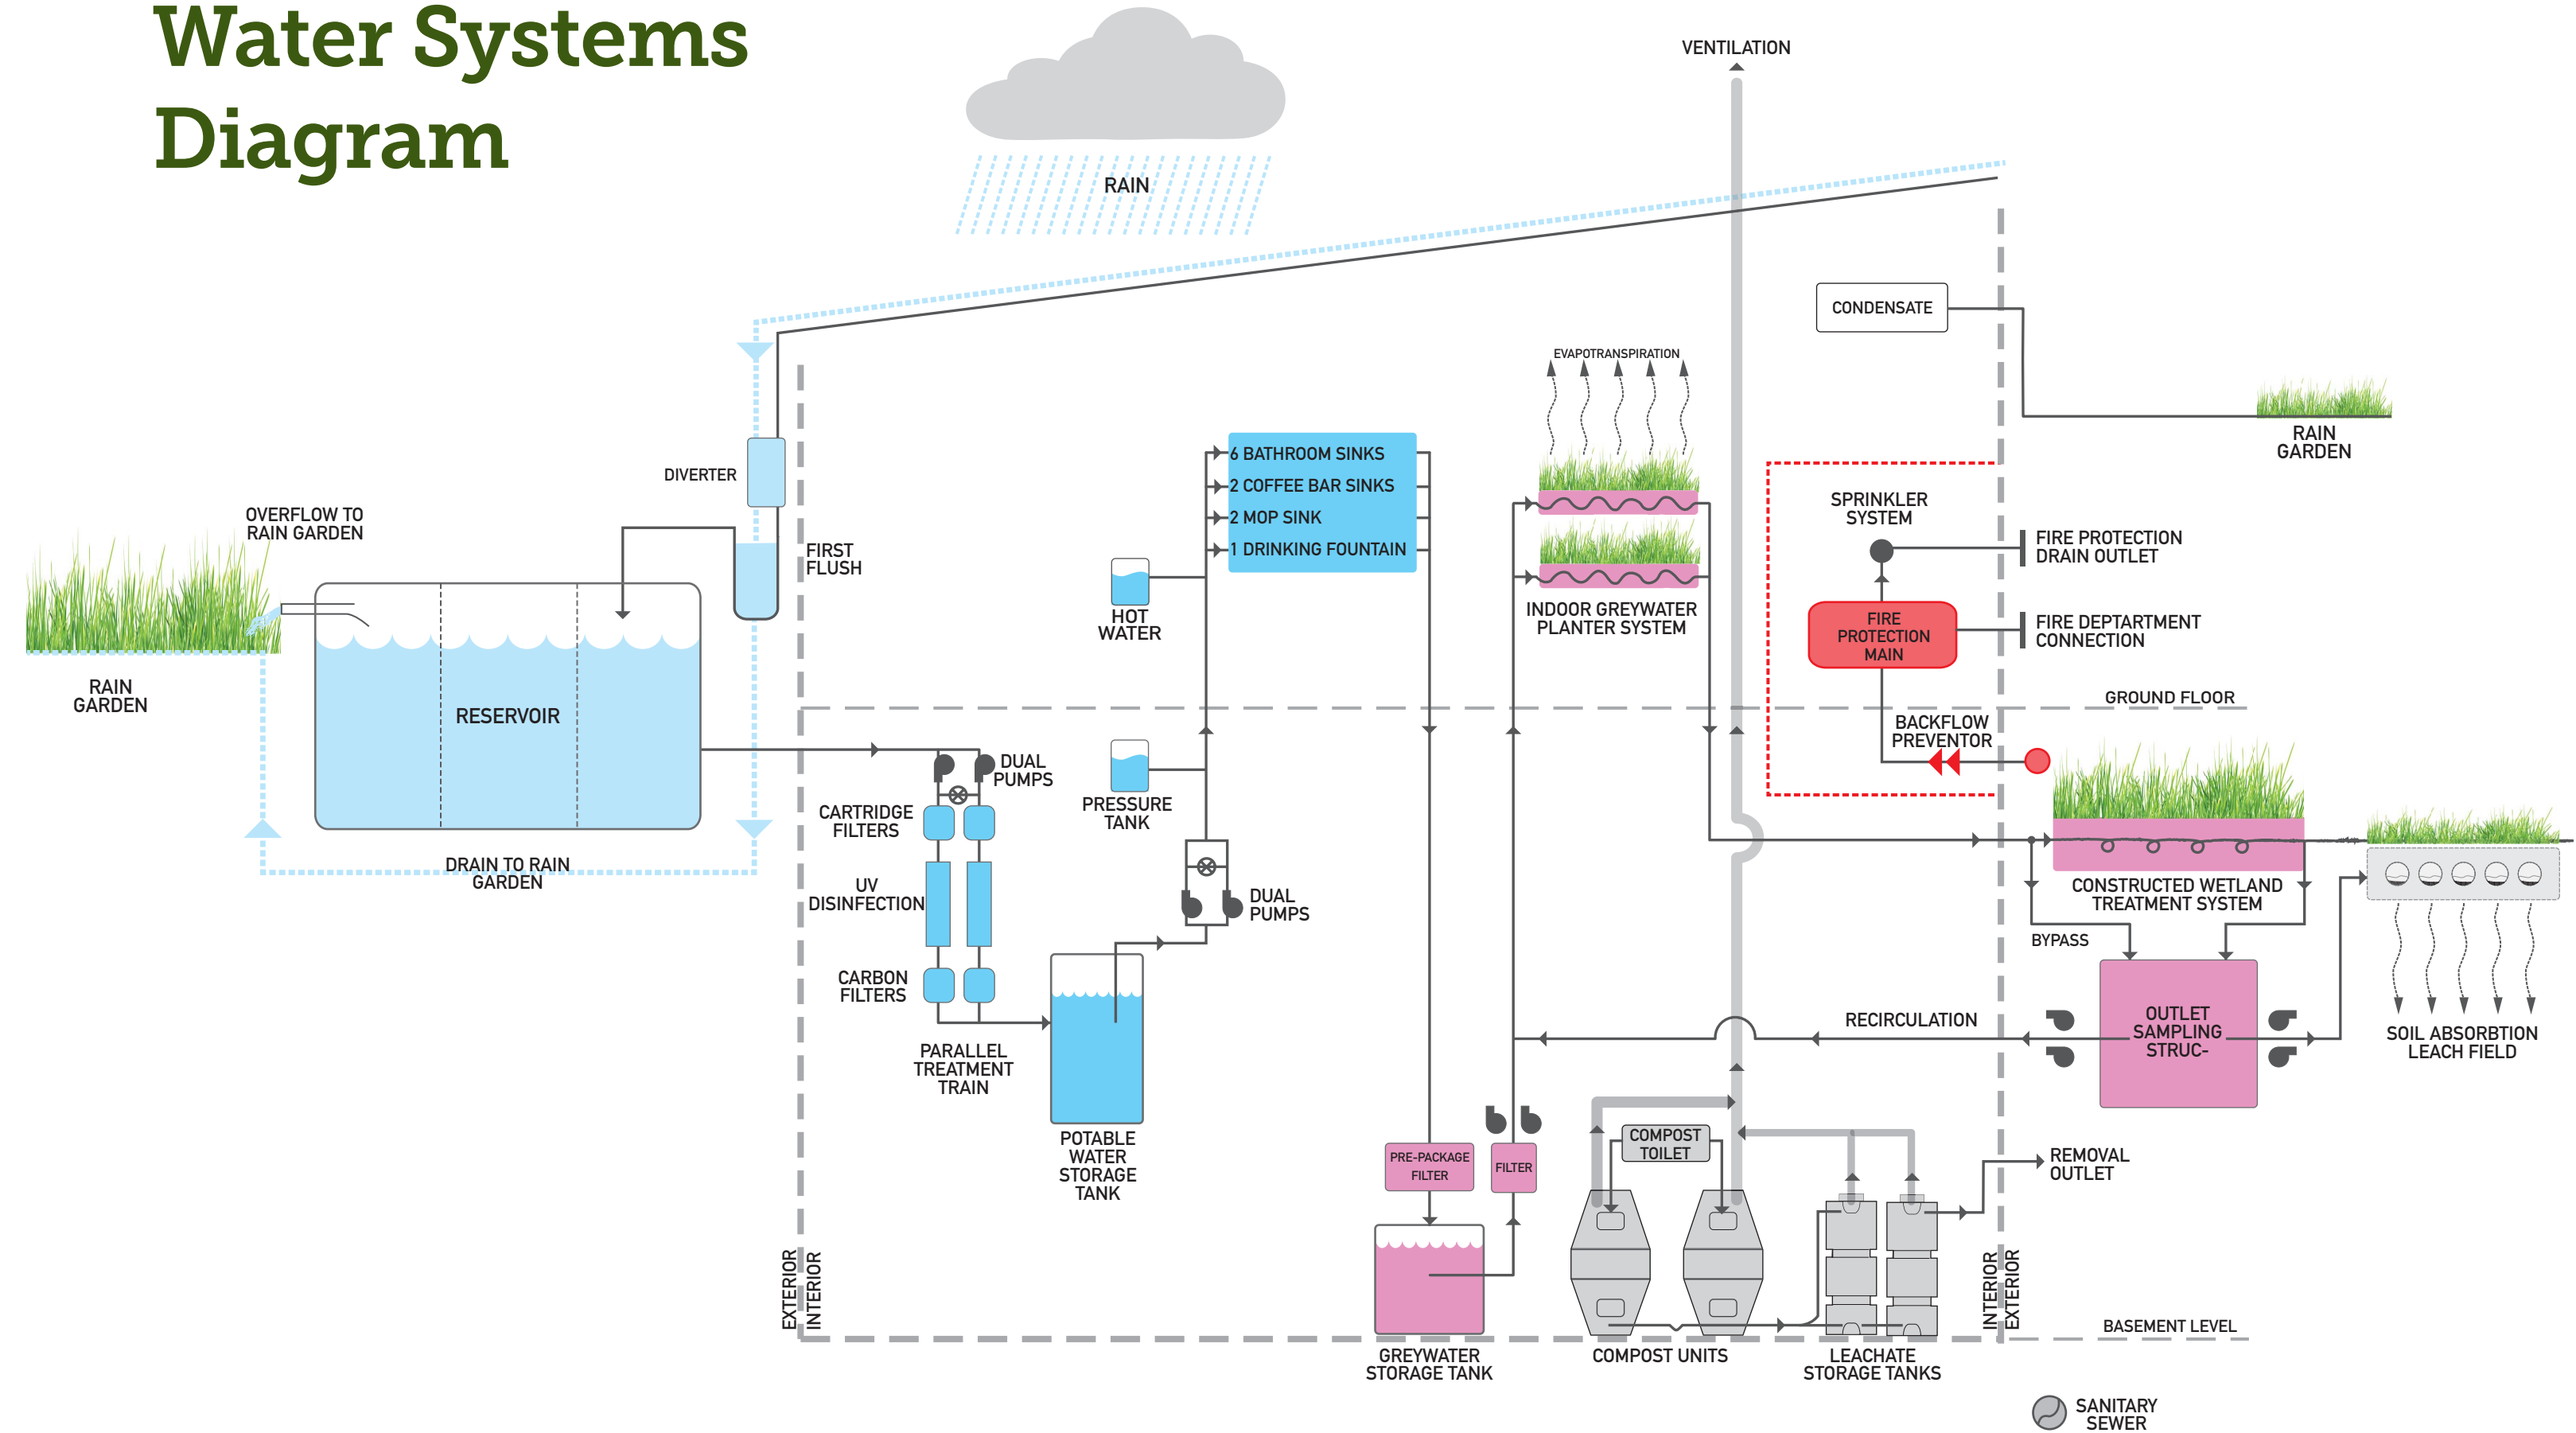 Water Systems
Diagram
VENTILATION
RAIN
CONDENSATE
EVAPOTRANSPIRATION
RAIN
GARDEN
6 BATHROOM SINKS
2 COFFEE BAR SINKS
2 MOP SINK
1 DRINKING FOUNTAIN
DIVERTER
SPRINKLER
SYSTEM
OVERFLOW TO
RAIN GARDEN
FIRST
FLUSH
FIRE PROTECTION
DRAIN OUTLET
HOT
WATER
INDOOR GREYWATER
PLANTER SYSTEM
FIRE
PROTECTION
MAIN
FIRE DEPTARTMENT
CONNECTION
RAIN
GARDEN
RESERVOIR
GROUND FLOOR
BACKFLOW
PREVENTOR
DUAL
PUMPS
PRESSURE
TANK
CARTRIDGE
FILTERS
DRAIN TO RAIN
GARDEN
UV
DISINFECTION
DUAL
PUMPS
CONSTRUCTED WETLAND
TREATMENT SYSTEM
BYPASS
CARBON
FILTERS
RECIRCULATION
OUTLET
SAMPLING
STRUC-
SOIL ABSORBTION
LEACH FIELD
PARALLEL
TREATMENT
TRAIN
POTABLE
WATER
STORAGE
TANK
PRE-PACKAGE
FILTER
FILTER
COMPOST
TOILET
REMOVAL
OUTLET
EXTERIOR
INTERIOR
INTERIOR
EXTERIOR
BASEMENT LEVEL
GREYWATER
STORAGE TANK
COMPOST UNITS
LEACHATE
STORAGE TANKS
SANITARY
SEWER